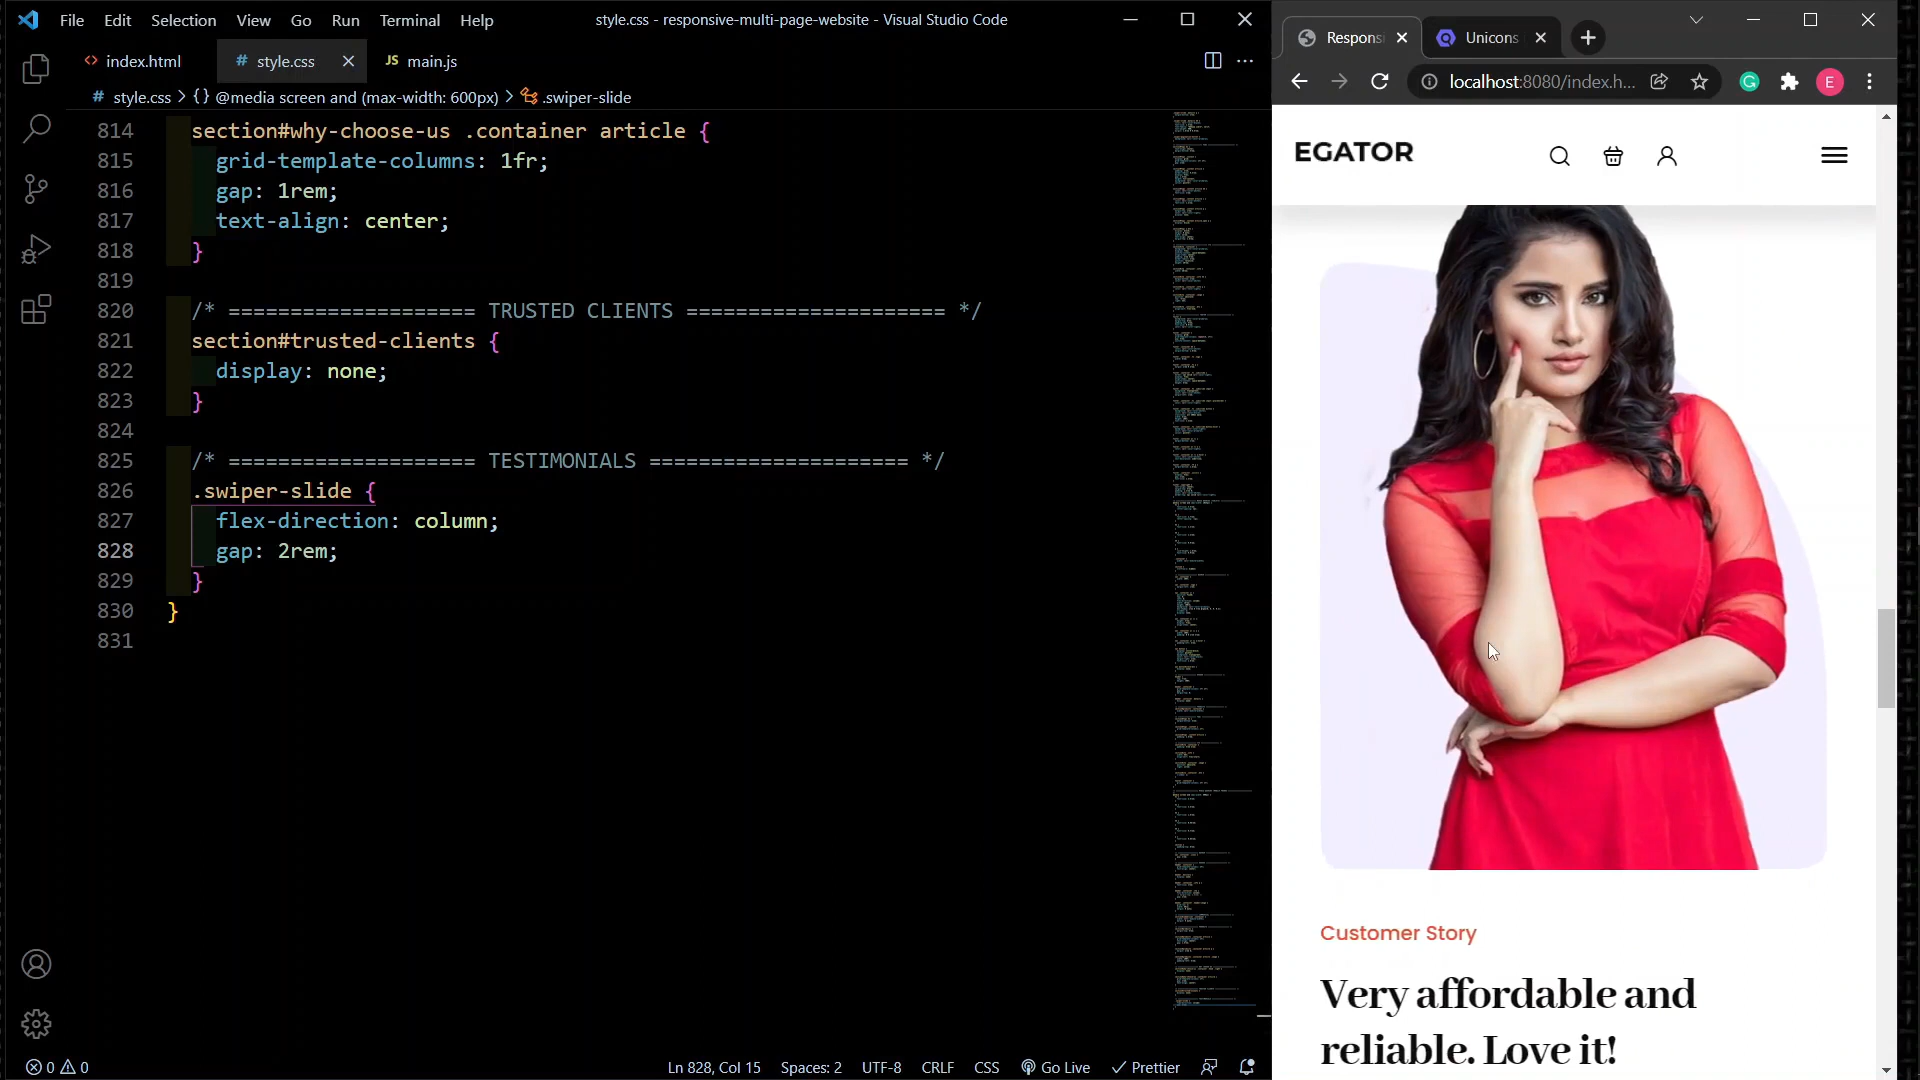 File Edit Selection View Go Run Terminal Help
style.css - responsive-multi-page-website - Visual Studio Code
<> index.html
# style.css
JS main.js
# style.css > {} @media screen and (max-width: 600px) > .swiper-slide
814 section#why-choose-us .container article {
815 grid-template-columns: 1fr;
816 gap: 1rem;
817 text-align: center;
818 }
819
820 /* ==================== TRUSTED CLIENTS ===================== */
821 section#trusted-clients {
822 display: none;
823 }
824
825 /* ==================== TESTIMONIALS ===================== */
826 .swiper-slide {
827 flex-direction: column;
828 gap: 2rem;
829 }
830 }
831
0 0
Ln 828, Col 15 Spaces: 2 UTF-8 CRLF CSS Go Live Prettier
Respons
Unicons
localhost:8080/index.h...
E
EGATOR
Customer Story
Very affordable and
reliable. Love it!